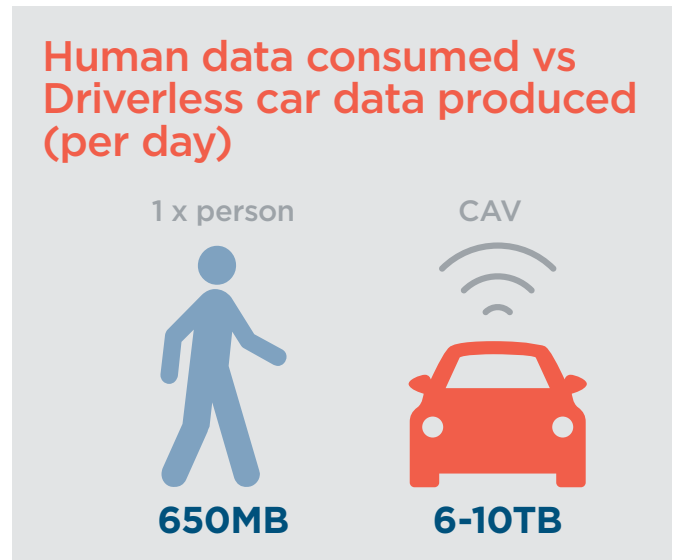 Human data consumed vs
Driverless car data produced
(per day)
1 x person
CAV
650MB
6-10TB